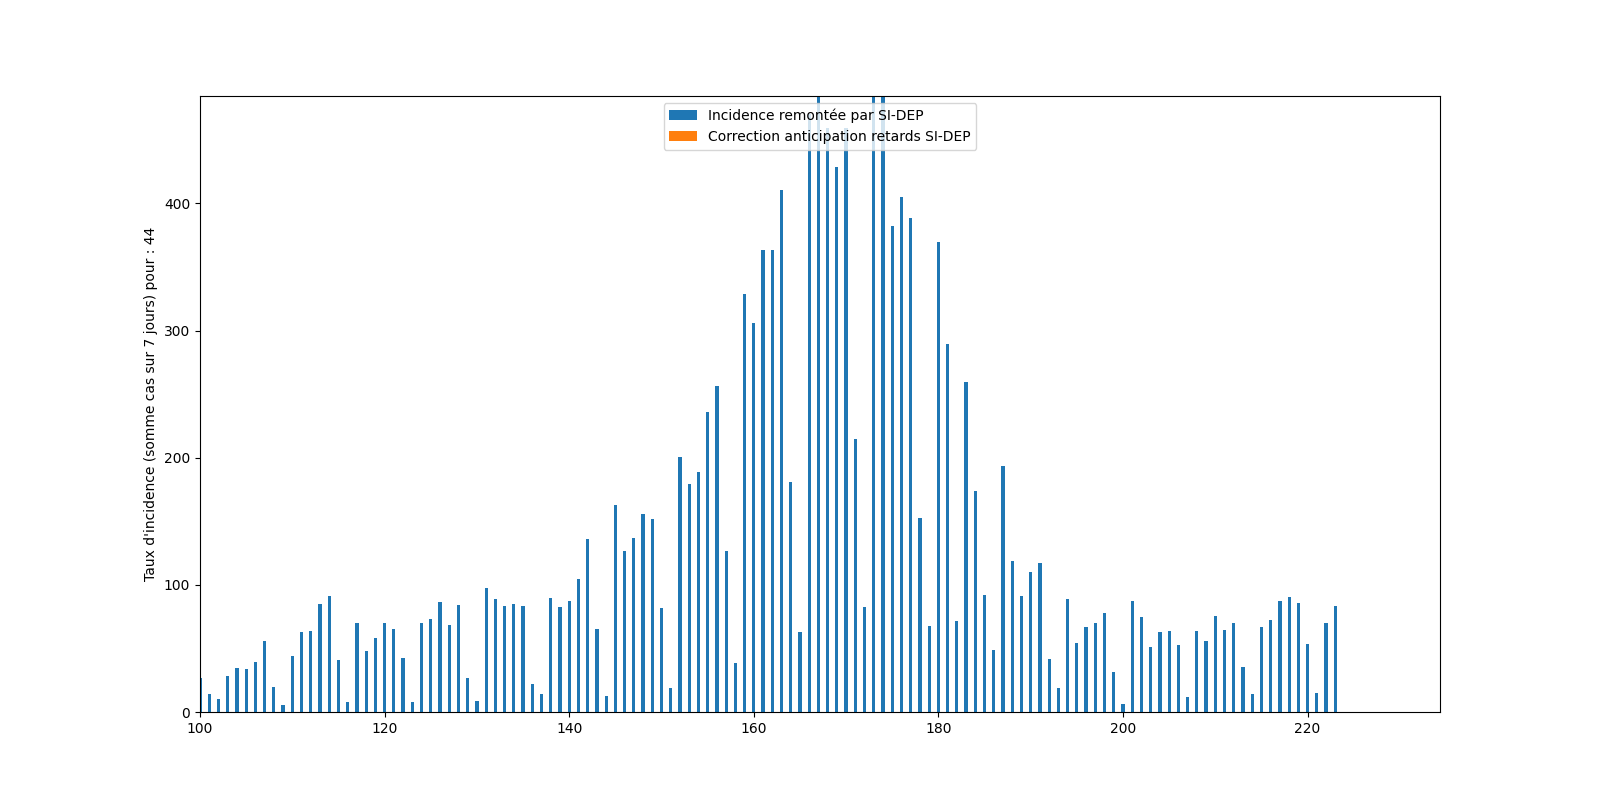 Incidence remontée par SI-DEP
Correction anticipation retards SI-DEP
Taux d'incidence (somme cas sur 7 jours) pour : 44
400
300
200
100
0
100 120 140 160 180 200 220